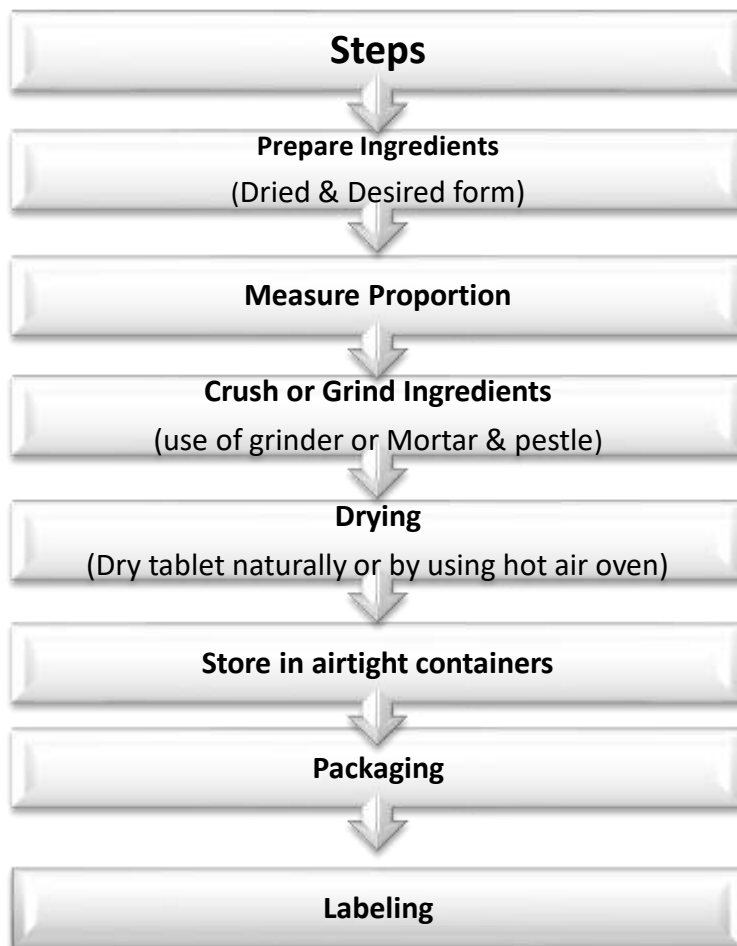 Steps
Prepare Ingredients
(Dried & Desired form)
Measure Proportion
Crush or Grind Ingredients
(use of grinder or Mortar & pestle)
Drying
(Dry tablet naturally or by using hot air oven)
Store in airtight containers
Packaging
Labeling